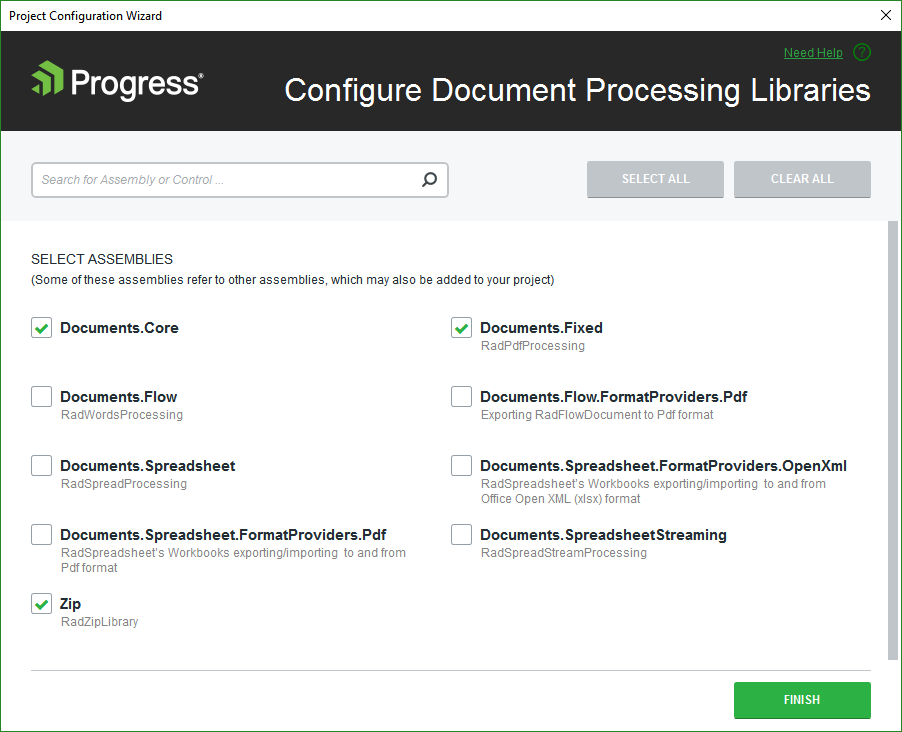 Project Configuration Wizard
Need Help ?
Progress®
Configure Document Processing Libraries
Search for Assembly or Control ...
SELECT ALL
CLEAR ALL
SELECT ASSEMBLIES
(Some of these assemblies refer to other assemblies, which may also be added to your project)
Documents.Core
Documents.Fixed
RadPdfProcessing
Documents.Flow
RadWordsProcessing
Documents.Flow.FormatProviders.Pdf
Exporting RadFlowDocument to Pdf format
Documents.Spreadsheet
RadSpreadProcessing
Documents.Spreadsheet.FormatProviders.OpenXml
RadSpreadsheet's Workbooks exporting/importing to and from
Office Open XML (xlsx) format
Documents.Spreadsheet.FormatProviders.Pdf
RadSpreadsheet's Workbooks exporting/importing to and from
Pdf format
Documents.SpreadsheetStreaming
RadSpreadStreamProcessing
Zip
RadZipLibrary
FINISH